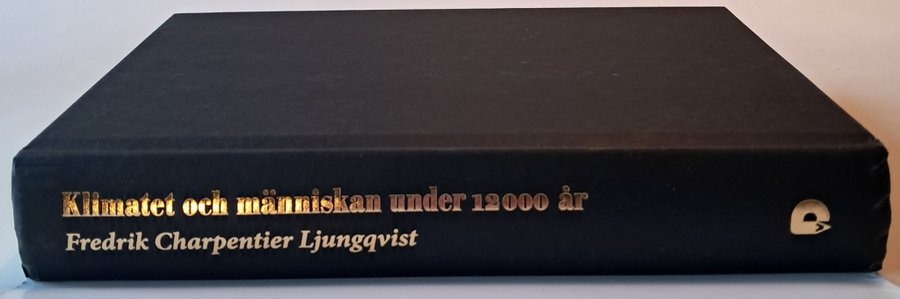 Klimatet och människan under 12000 år
Fredrik Charpentier Ljungqvist